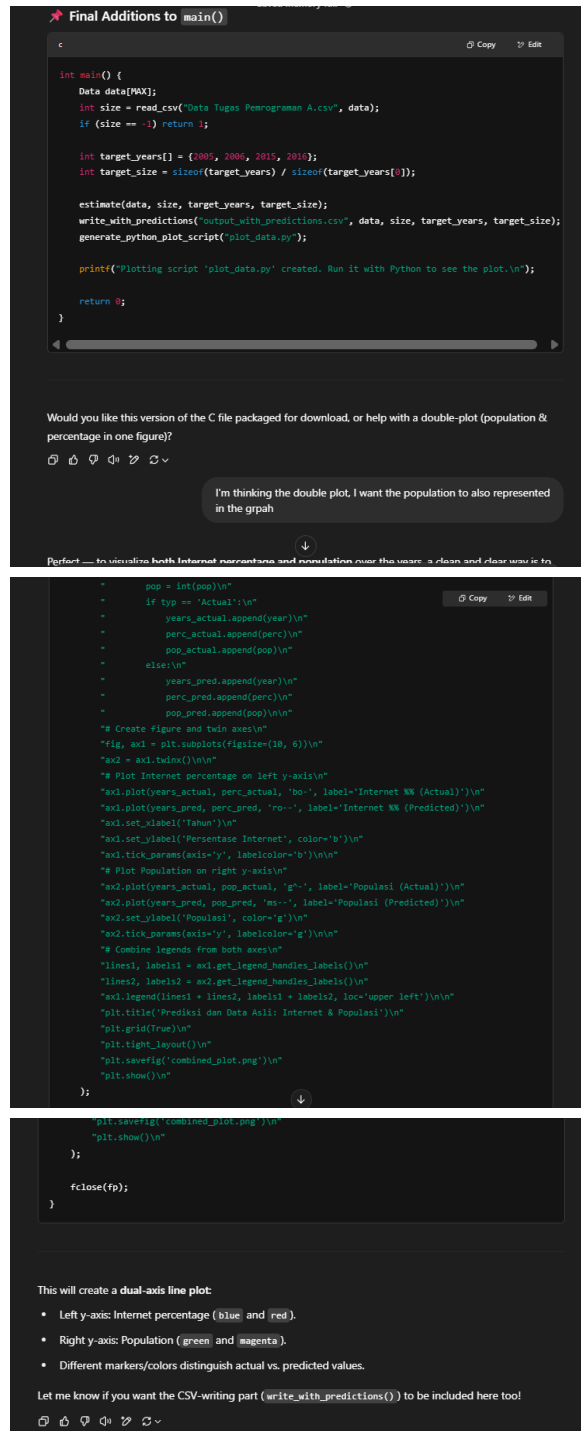 📌 Final Additions to main()
c
Copy
Edit
int main() {
    Data data[MAX];
    int size = read_csv("Data Tugas Pemrograman A.csv", data);
    if (size == -1) return 1;
    int target_years[] = {2005, 2006, 2015, 2016};
    int target_size = sizeof(target_years) / sizeof(target_years[0]);
    estimate(data, size, target_years, target_size);
    write_with_predictions("output_with_predictions.csv", data, size, target_years, target_size);
    generate_python_plot_script("plot_data.py");
    printf("Plotting script 'plot_data.py' created. Run it with Python to see the plot.\n");
    return 0;
}
Would you like this version of the C file packaged for download, or help with a double-plot (population &
percentage in one figure)?
I'm thinking the double plot, I want the population to also represented
in the grpah
Perfect — to visualize both Internet percentage and population over the years, a clean and clear way is to
"        pop = int(pop)\n"
Copy
Edit
"        if typ == 'Actual':\n"
"            years_actual.append(year)\n"
"            perc_actual.append(perc)\n"
"            pop_actual.append(pop)\n"
"        else:\n"
"            years_pred.append(year)\n"
"            perc_pred.append(perc)\n"
"            pop_pred.append(pop)\n\n"
"# Create figure and twin axes\n"
"fig, ax1 = plt.subplots(figsize=(10, 6))\n"
"ax2 = ax1.twinx()\n\n"
"# Plot Internet percentage on left y-axis\n"
"ax1.plot(years_actual, perc_actual, 'bo-', label='Internet %% (Actual)')\n"
"ax1.plot(years_pred, perc_pred, 'ro--', label='Internet %% (Predicted)')\n"
"ax1.set_xlabel('Tahun')\n"
"ax1.set_ylabel('Persentase Internet', color='b')\n"
"ax1.tick_params(axis='y', labelcolor='b')\n\n"
"# Plot Population on right y-axis\n"
"ax2.plot(years_actual, pop_actual, 'g^-', label='Populasi (Actual)')\n"
"ax2.plot(years_pred, pop_pred, 'ms--', label='Populasi (Predicted)')\n"
"ax2.set_ylabel('Populasi', color='g')\n"
"ax2.tick_params(axis='y', labelcolor='g')\n\n"
"# Combine legends from both axes\n"
"lines1, labels1 = ax1.get_legend_handles_labels()\n"
"lines2, labels2 = ax2.get_legend_handles_labels()\n"
"ax1.legend(lines1 + lines2, labels1 + labels2, loc='upper left')\n\n"
"plt.title('Prediksi dan Data Asli: Internet & Populasi')\n"
"plt.grid(True)\n"
"plt.tight_layout()\n"
"plt.savefig('combined_plot.png')\n"
"plt.show()\n"
);
"plt.savefig('combined_plot.png')\n"
"plt.show()\n"
);
fclose(fp);
}
This will create a dual-axis line plot:
• Left y-axis: Internet percentage ( blue and red ).
• Right y-axis: Population ( green and magenta ).
• Different markers/colors distinguish actual vs. predicted values.
Let me know if you want the CSV-writing part ( write_with_predictions() ) to be included here too!